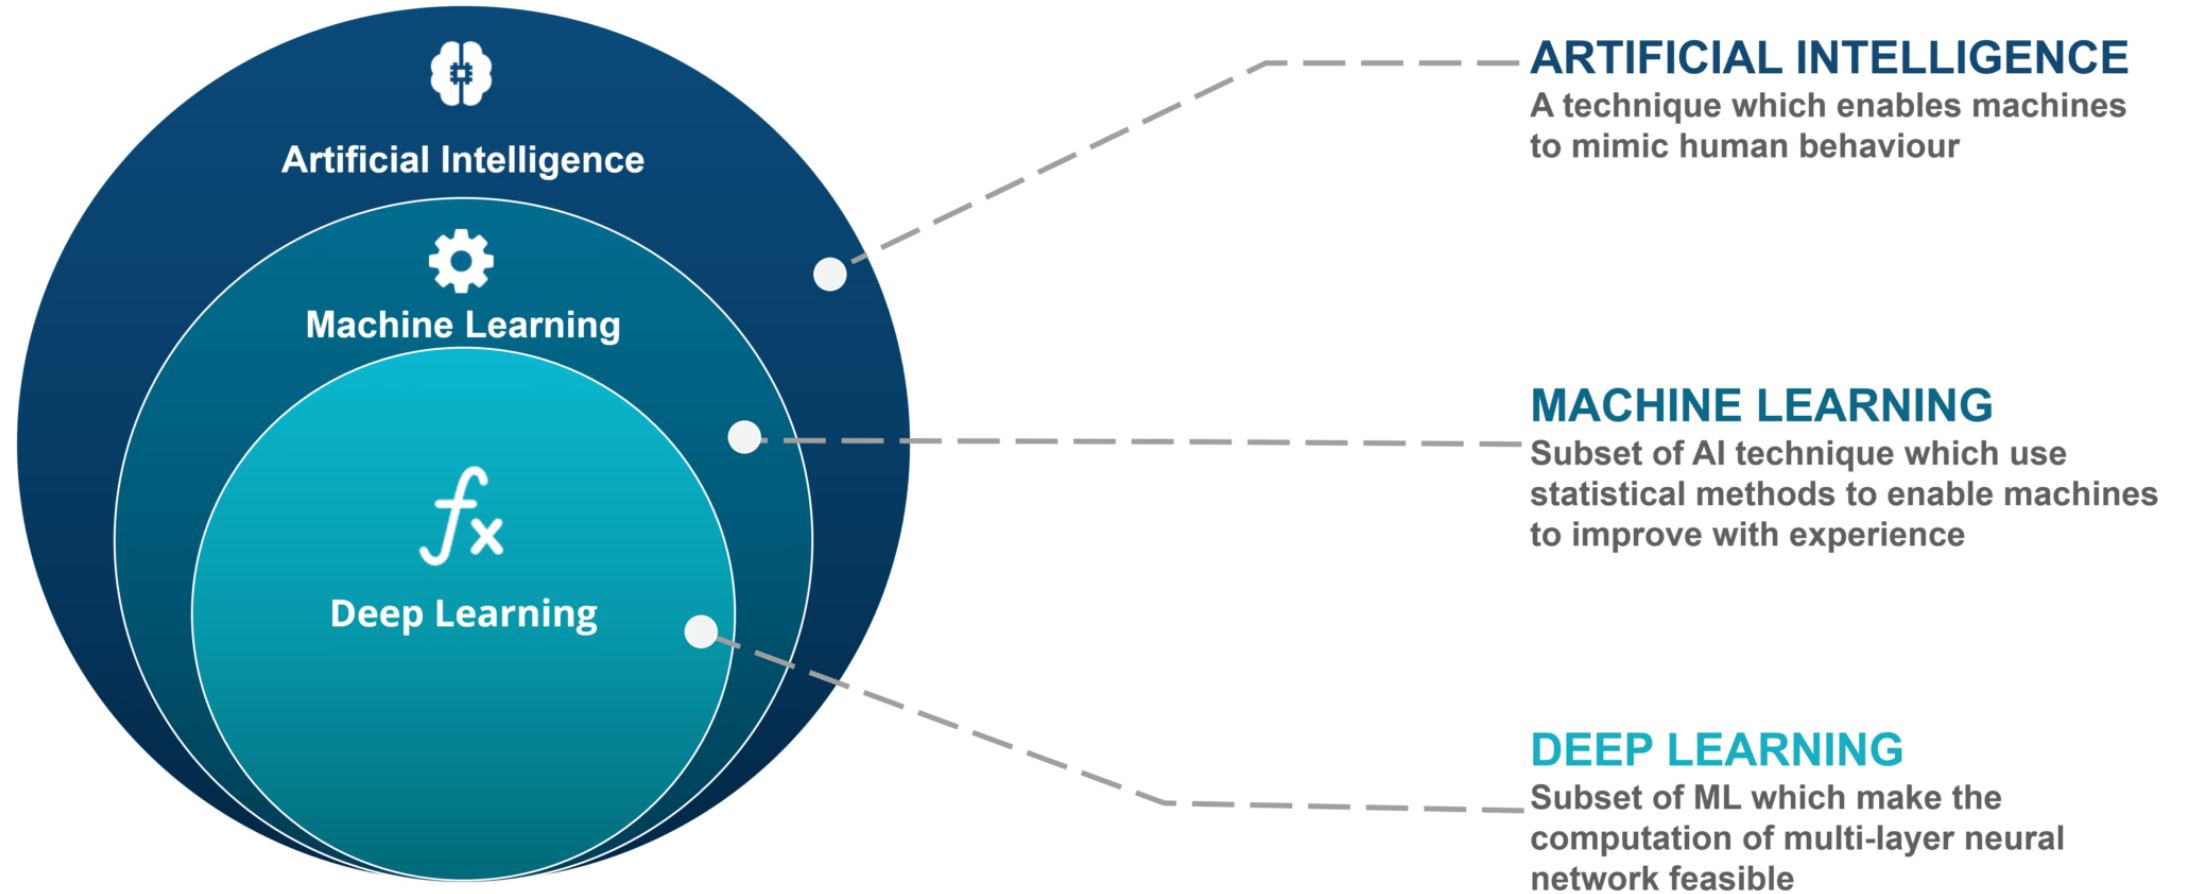 Artificial Intelligence
Machine Learning
fx
Deep Learning
ARTIFICIAL INTELLIGENCE
A technique which enables machines
to mimic human behaviour
MACHINE LEARNING
Subset of AI technique which use
statistical methods to enable machines
to improve with experience
DEEP LEARNING
Subset of ML which make the
computation of multi-layer neural
network feasible